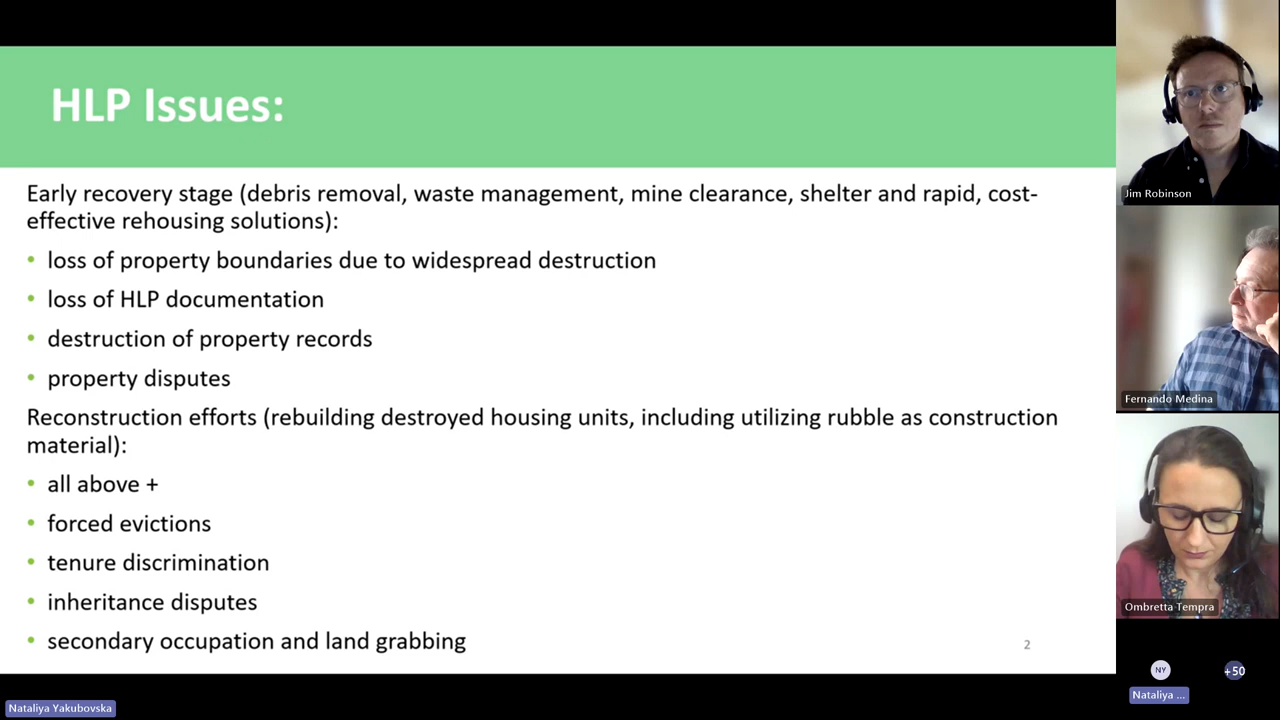 HLP Issues:
Early recovery stage (debris removal, waste management, mine clearance, shelter and rapid, cost-
effective rehousing solutions):
• loss of property boundaries due to widespread destruction
• loss of HLP documentation
• destruction of property records
• property disputes
Reconstruction efforts (rebuilding destroyed housing units, including utilizing rubble as construction
material):
• all above +
• forced evictions
• tenure discrimination
• inheritance disputes
• secondary occupation and land grabbing
2
Nataliya Yakubovska
Jim Robinson
Fernando Medina
Ombretta Tempra
NY
+50
Nataliya ...